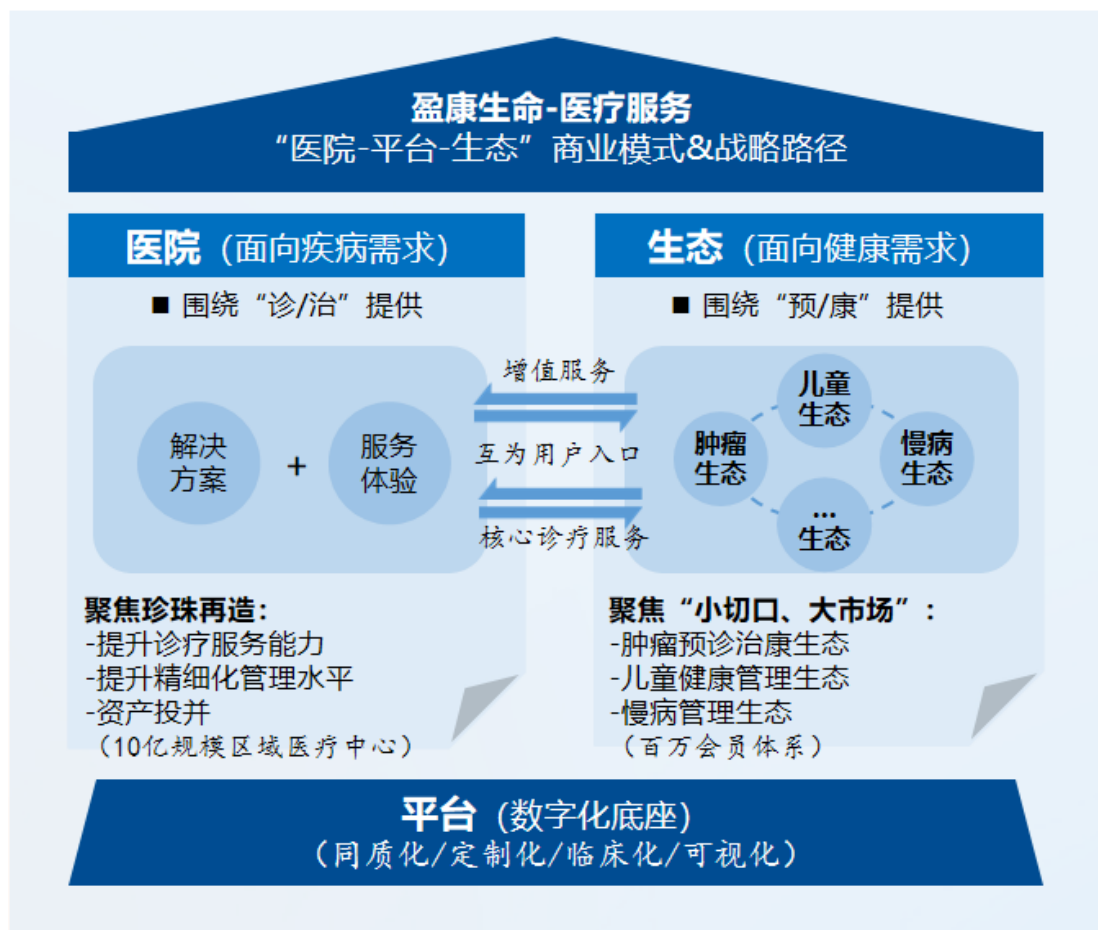 盈康生命-医疗服务
“医院-平台-生态”商业模式&战略路径
医院（面向疾病需求）
■ 围绕“诊/治”提供
解决
方案
+
服务
体验
聚焦珍珠再造：
-提升诊疗服务能力
-提升精细化管理水平
-资产投并
（10亿规模区域医疗中心）
增值服务
互为用户入口
核心诊疗服务
生态（面向健康需求）
■ 围绕“预/康”提供
儿童
生态
肿瘤
生态
慢病
生态
...
生态
聚焦“小切口、大市场”：
-肿瘤预诊治康生态
-儿童健康管理生态
-慢病管理生态
（百万会员体系）
平台（数字化底座）
（同质化/定制化/临床化/可视化）